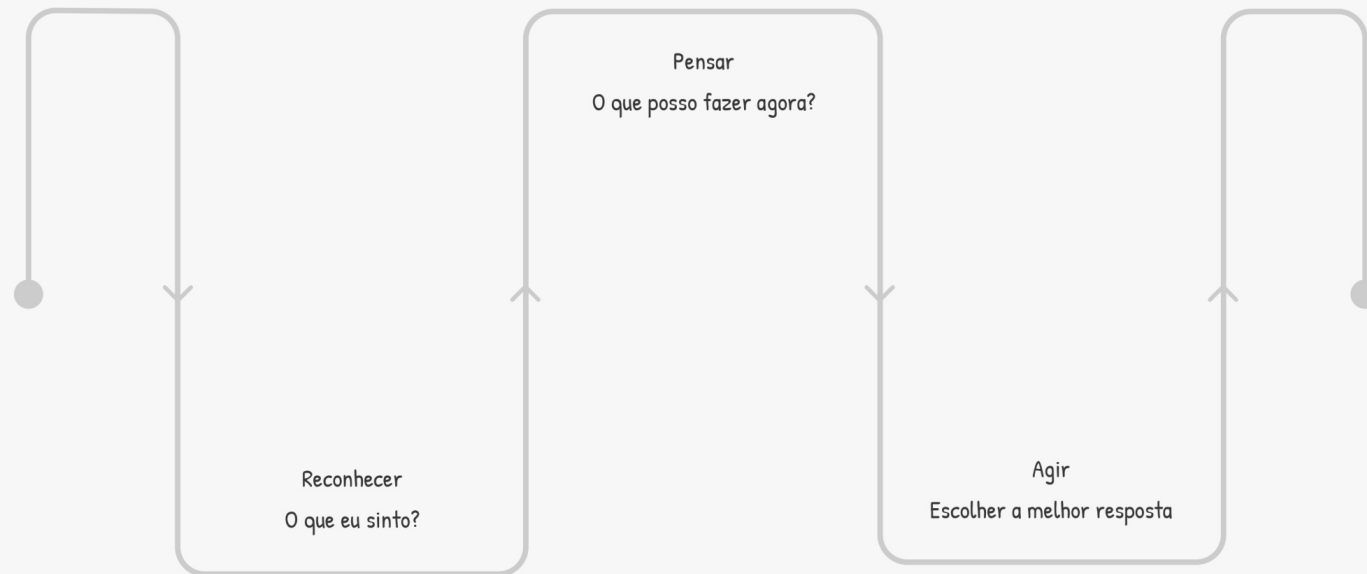 Reconhecer
O que eu sinto?
Pensar
O que posso fazer agora?
Agir
Escolher a melhor resposta